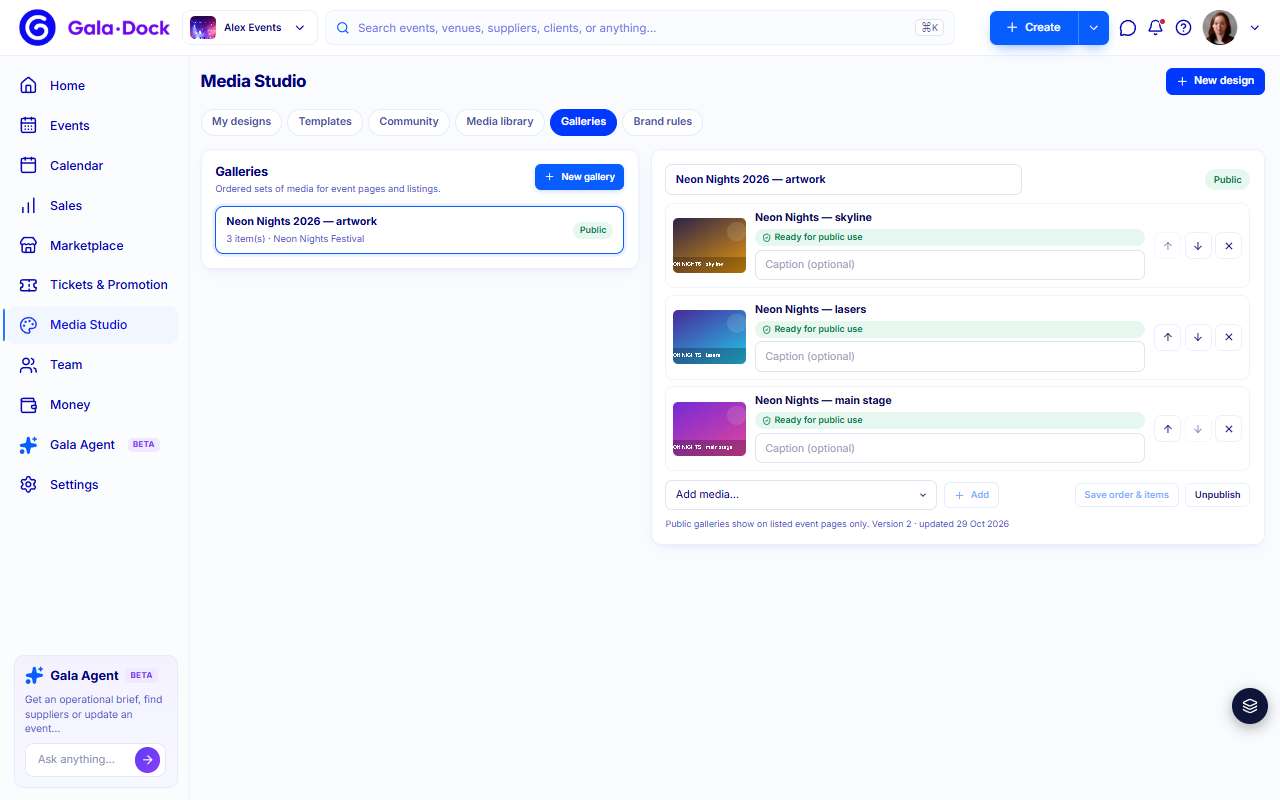 Gala·Dock
Alex Events
Search events, venues, suppliers, clients, or anything...
⌘K
Create
Home
Events
Calendar
Sales
Marketplace
Tickets & Promotion
Media Studio
Team
Money
Gala Agent BETA
Settings
Gala Agent BETA
Get an operational brief, find
suppliers or update an
event...
Ask anything...
Media Studio
New design
My designs
Templates
Community
Media library
Galleries
Brand rules
Galleries
Ordered sets of media for event pages and listings.
New gallery
Neon Nights 2026 — artwork
3 item(s) · Neon Nights Festival
Public
Neon Nights 2026 — artwork
Public
Neon Nights — skyline
Ready for public use
Caption (optional)
Neon Nights — lasers
Ready for public use
Caption (optional)
Neon Nights — main stage
Ready for public use
Caption (optional)
Add media...
Add
Save order & items
Unpublish
Public galleries show on listed event pages only. Version 2 · updated 29 Oct 2026